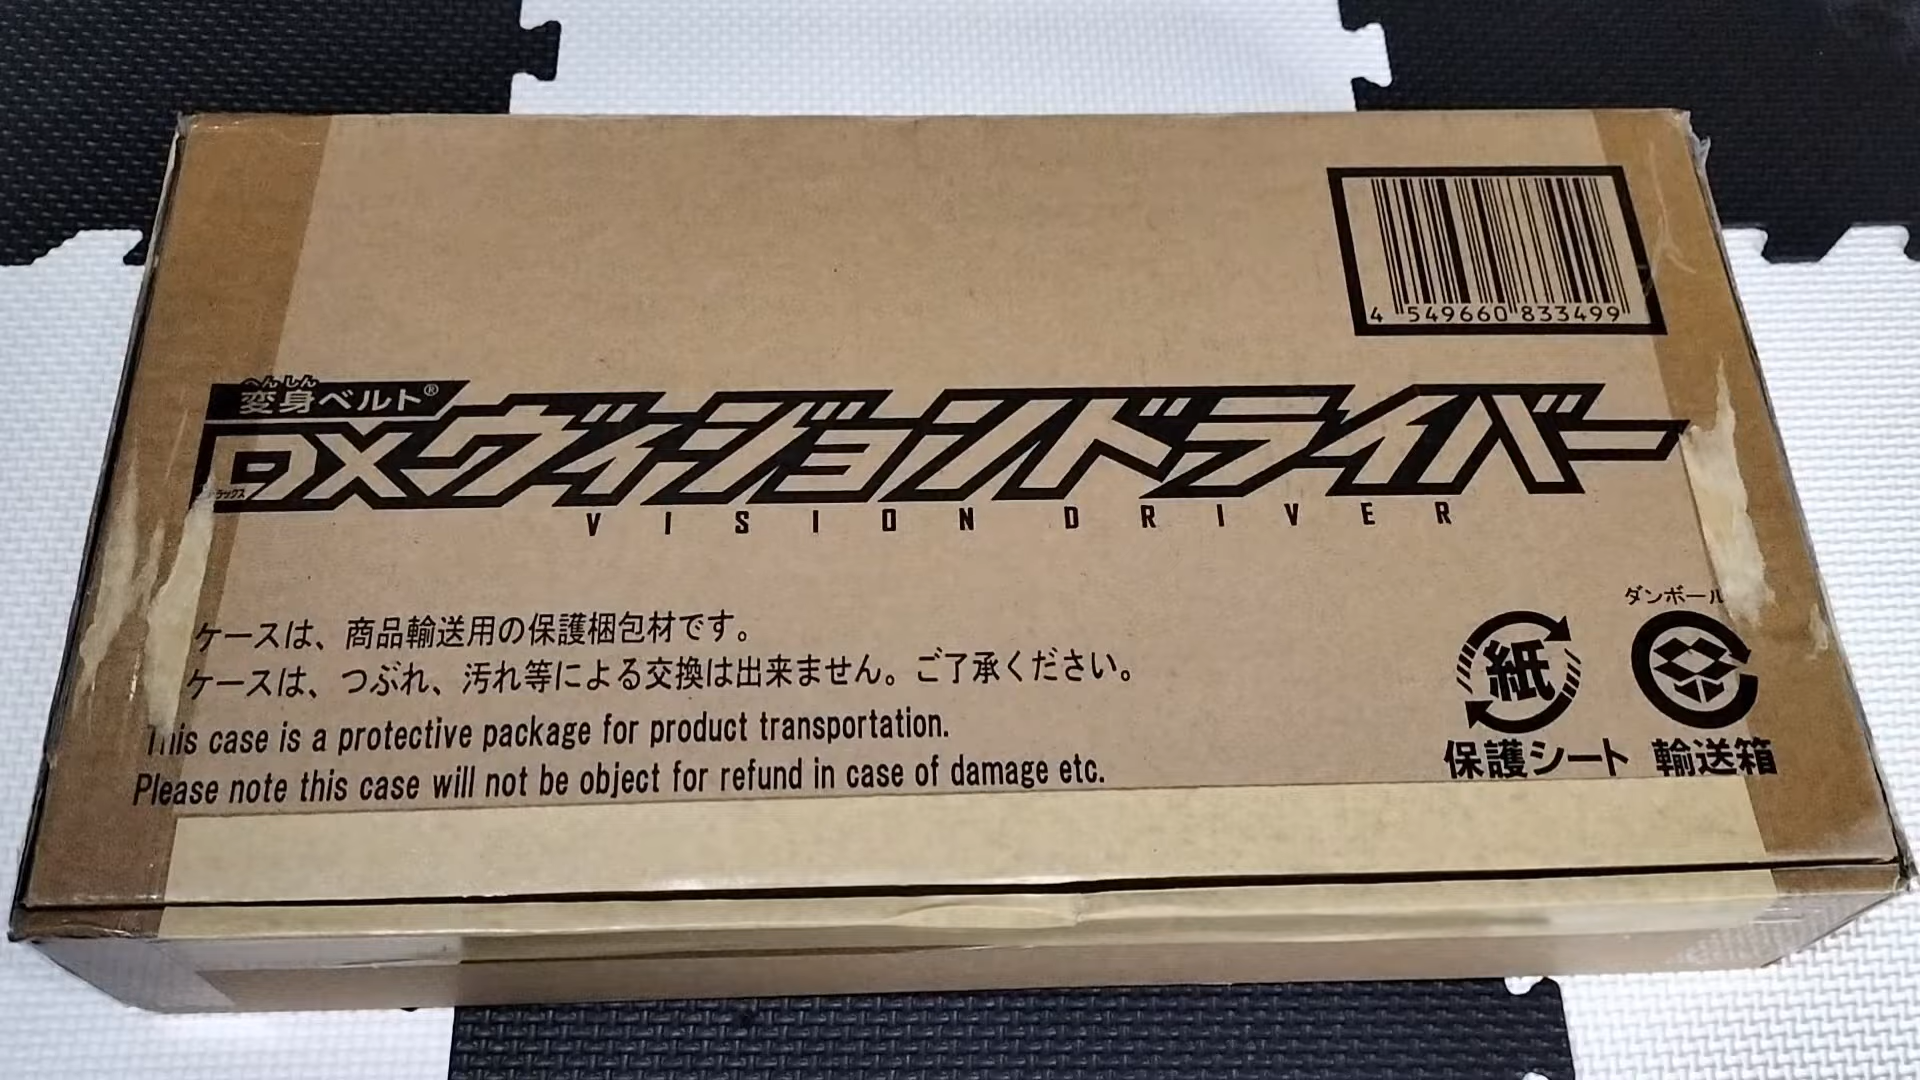 4 549660 833499
へんしん
変身ベルト®
DXヴィジョンドライバー
VISION DRIVER
ケースは、商品輸送用の保護梱包材です。
ケースは、つぶれ、汚れ等による交換は出来ません。ご了承ください。
This case is a protective package for product transportation.
Please note this case will not be object for refund in case of damage etc.
ダンボール
紙
保護シート 輸送箱